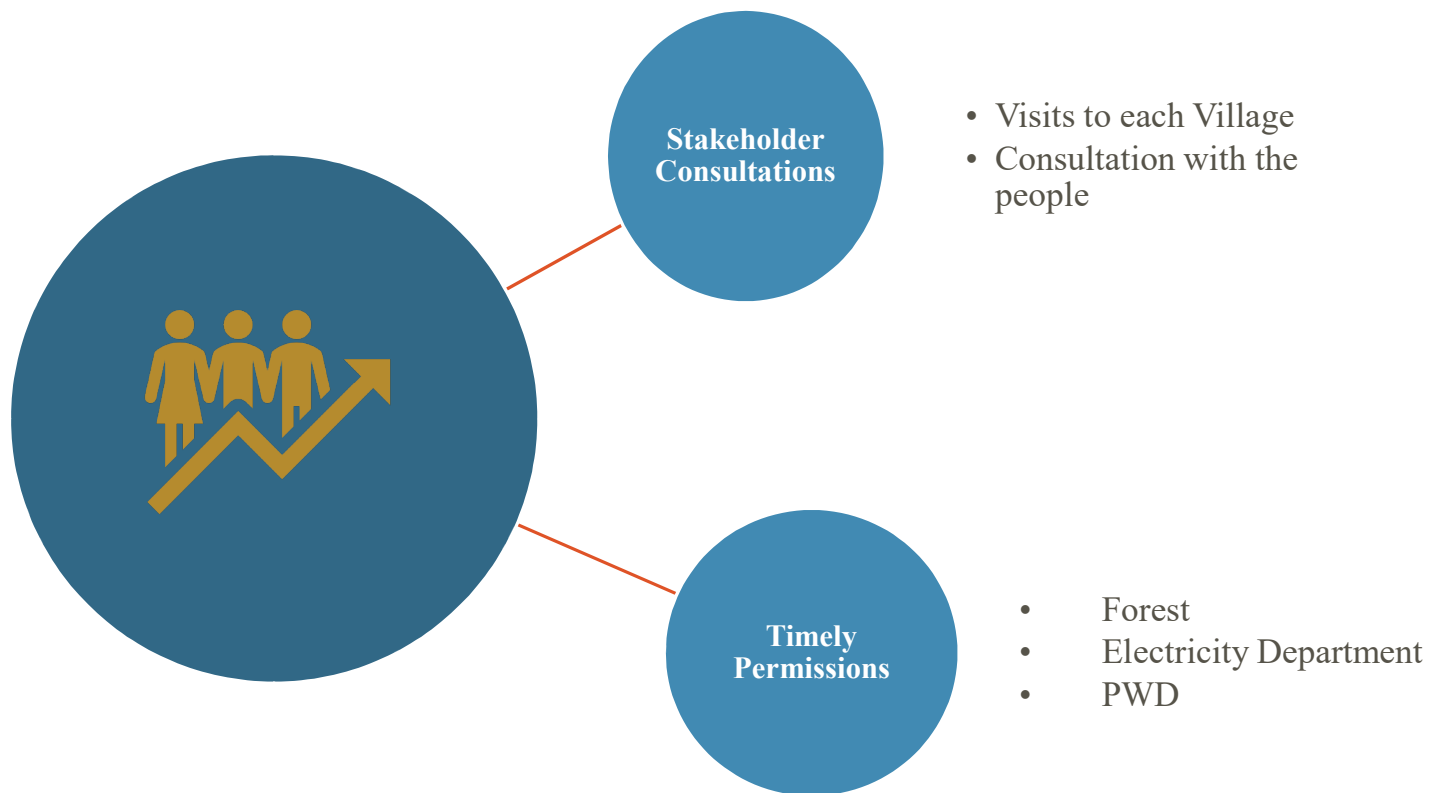 Stakeholder
Consultations
• Visits to each Village
• Consultation with the
people
Timely
Permissions
• Forest
• Electricity Department
• PWD